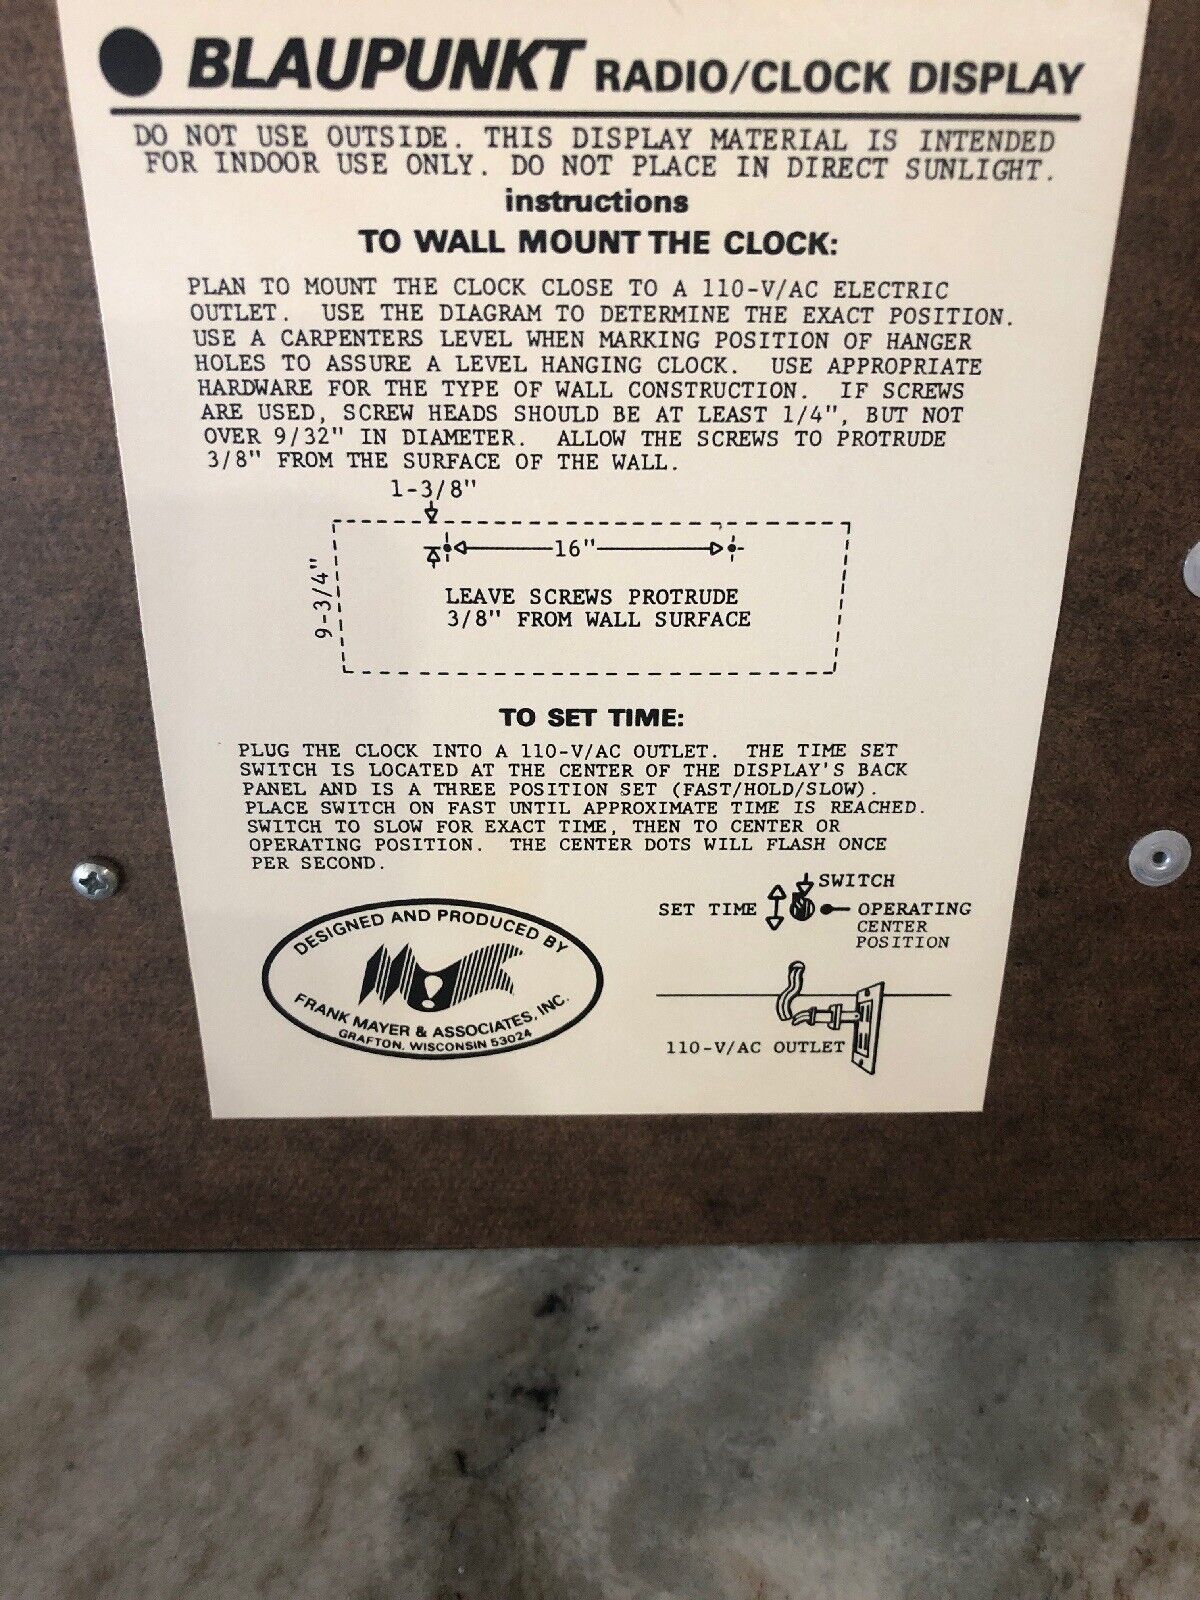 BLAUPUNKT RADIO/CLOCK DISPLAY
DO NOT USE OUTSIDE. THIS DISPLAY MATERIAL IS INTENDED
FOR INDOOR USE ONLY. DO NOT PLACE IN DIRECT SUNLIGHT.
instructions
TO WALL MOUNT THE CLOCK:
PLAN TO MOUNT THE CLOCK CLOSE TO A 110-V/AC ELECTRIC
OUTLET. USE THE DIAGRAM TO DETERMINE THE EXACT POSITION.
USE A CARPENTERS LEVEL WHEN MARKING POSITION OF HANGER
HOLES TO ASSURE A LEVEL HANGING CLOCK. USE APPROPRIATE
HARDWARE FOR THE TYPE OF WALL CONSTRUCTION. IF SCREWS
ARE USED, SCREW HEADS SHOULD BE AT LEAST 1/4", BUT NOT
OVER 9/32" IN DIAMETER. ALLOW THE SCREWS TO PROTRUDE
3/8" FROM THE SURFACE OF THE WALL.
1-3/8"
16"
9-3/4"
LEAVE SCREWS PROTRUDE
3/8" FROM WALL SURFACE
TO SET TIME:
PLUG THE CLOCK INTO A 110-V/AC OUTLET. THE TIME SET
SWITCH IS LOCATED AT THE CENTER OF THE DISPLAY'S BACK
PANEL AND IS A THREE POSITION SET (FAST/HOLD/SLOW).
PLACE SWITCH ON FAST UNTIL APPROXIMATE TIME IS REACHED.
SWITCH TO SLOW FOR EXACT TIME, THEN TO CENTER OR
OPERATING POSITION. THE CENTER DOTS WILL FLASH ONCE
PER SECOND.
SWITCH
SET TIME
OPERATING
CENTER
POSITION
DESIGNED AND PRODUCED BY
FRANK MAYER & ASSOCIATES, INC.
GRAFTON, WISCONSIN 53024
110-V/AC OUTLET